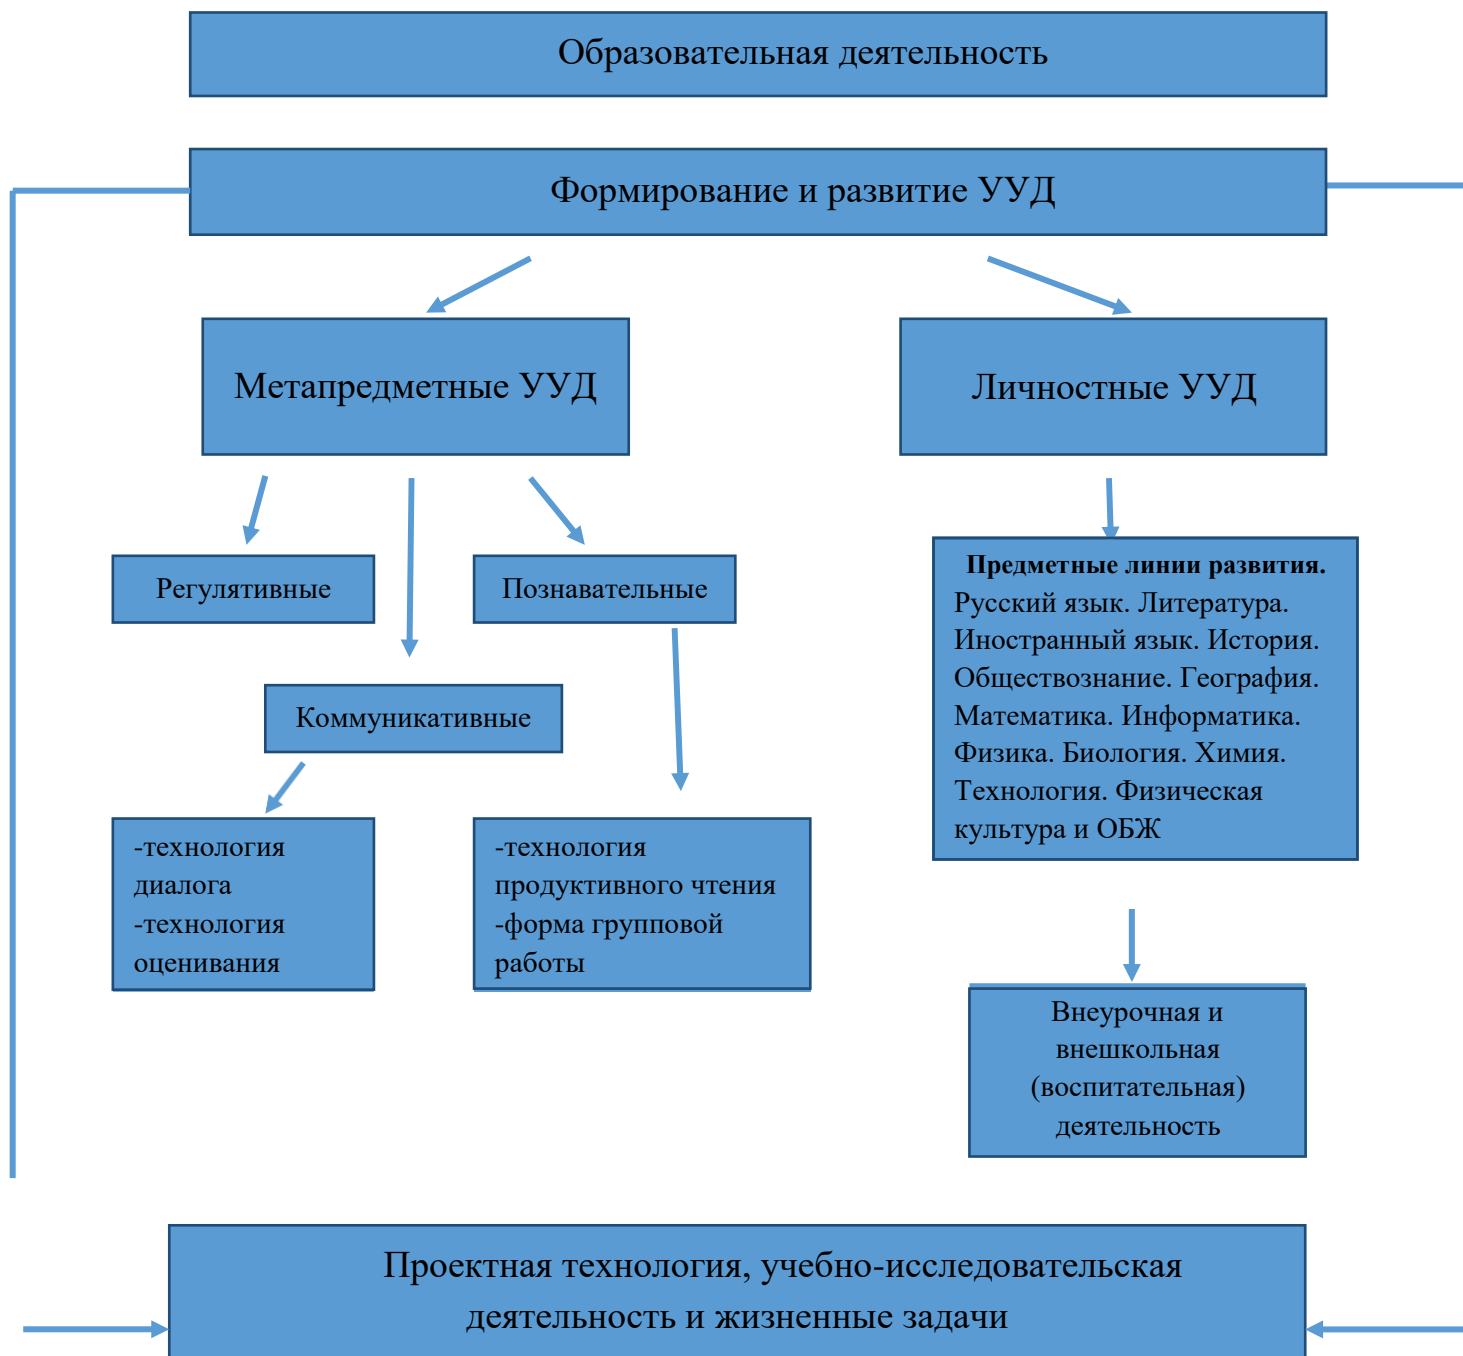 Образовательная деятельность
Формирование и развитие УУД
Метапредметные УУД
Личностные УУД
Регулятивные
Познавательные
Коммуникативные
Предметные линии развития.
Русский язык. Литература.
Иностранный язык. История.
Обществознание. География.
Математика. Информатика.
Физика. Биология. Химия.
Технология. Физическая
культура и ОБЖ
-технология
диалога
-технология
оценивания
-технология
продуктивного чтения
-форма групповой
работы
Внеурочная и
внешкольная
(воспитательная)
деятельность
Проектная технология, учебно-исследовательская
деятельность и жизненные задачи